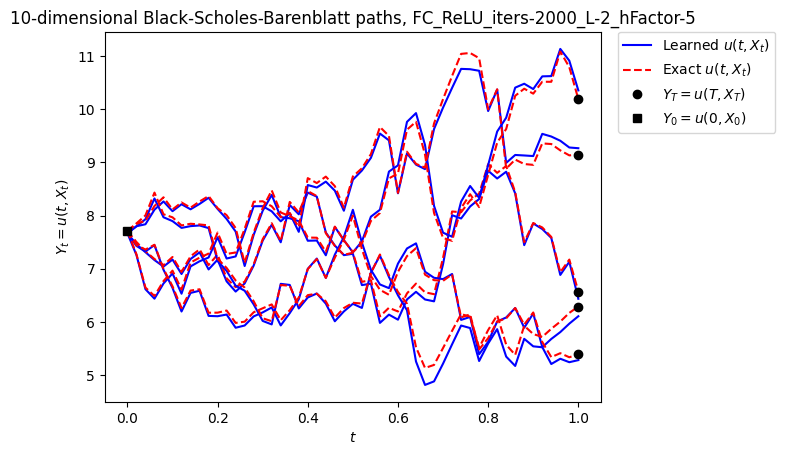 10-dimensional Black-Scholes-Barenblatt paths, FC_ReLU_iters-2000_L-2_hFactor-5
Learned u(t, X_t)
Exact u(t, X_t)
Y_T = u(T, X_T)
Y_0 = u(0, X_0)
Y_t = u(t, X_t)
11
10
9
8
7
6
5
0.0 0.2 0.4 0.6 0.8 1.0
t